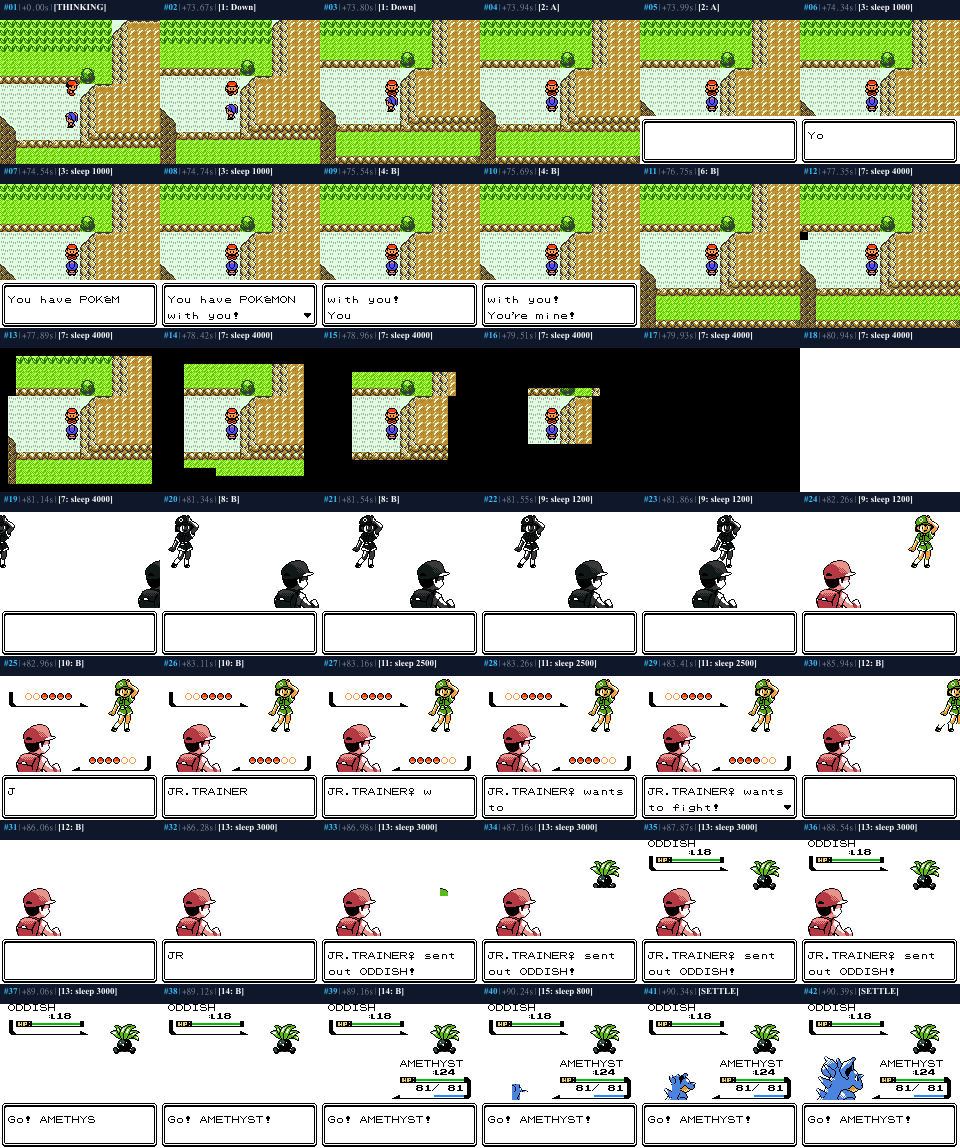 #01|+0.00s|[THINKING]
#02|+73.67s|[1: Down]
#03|+73.80s|[1: Down]
#04|+73.94s|[2: A]
#05|+73.99s|[2: A]
#06|+74.34s|[3: sleep 1000]
Yo
#07|+74.54s|[3: sleep 1000]
#08|+74.74s|[3: sleep 1000]
#09|+75.54s|[4: B]
#10|+75.69s|[4: B]
#11|+76.75s|[6: B]
#12|+77.35s|[7: sleep 4000]
You have POKéM
You have POKéMON
with you!
with you!
You
with you!
You're mine!
#13|+77.89s|[7: sleep 4000]
#14|+78.42s|[7: sleep 4000]
#15|+78.96s|[7: sleep 4000]
#16|+79.51s|[7: sleep 4000]
#17|+79.93s|[7: sleep 4000]
#18|+80.94s|[7: sleep 4000]
#19|+81.14s|[7: sleep 4000]
#20|+81.34s|[8: B]
#21|+81.54s|[8: B]
#22|+81.55s|[9: sleep 1200]
#23|+81.86s|[9: sleep 1200]
#24|+82.26s|[9: sleep 1200]
#25|+82.96s|[10: B]
#26|+83.11s|[10: B]
#27|+83.16s|[11: sleep 2500]
#28|+83.26s|[11: sleep 2500]
#29|+83.41s|[11: sleep 2500]
#30|+85.94s|[12: B]
J
JR.TRAINER
JR.TRAINER♀ w
JR.TRAINER♀ wants
to
JR.TRAINER♀ wants
to fight!
#31|+86.06s|[12: B]
#32|+86.28s|[13: sleep 3000]
#33|+86.98s|[13: sleep 3000]
#34|+87.16s|[13: sleep 3000]
#35|+87.87s|[13: sleep 3000]
#36|+88.54s|[13: sleep 3000]
ODDISH
:L18
HP:
ODDISH
:L18
HP:
JR
JR.TRAINER♀ sent
out ODDISH!
JR.TRAINER♀ sent
out ODDISH!
JR.TRAINER♀ sent
out ODDISH!
JR.TRAINER♀ sent
out ODDISH!
#37|+89.06s|[13: sleep 3000]
#38|+89.12s|[14: B]
#39|+89.16s|[14: B]
#40|+90.24s|[15: sleep 800]
#41|+90.34s|[SETTLE]
#42|+90.39s|[SETTLE]
ODDISH
:L18
HP:
Go! AMETHYS
ODDISH
:L18
HP:
Go! AMETHYST!
ODDISH
:L18
HP:
AMETHYST
:L24
HP:
81/ 81
Go! AMETHYST!
ODDISH
:L18
HP:
AMETHYST
:L24
HP:
81/ 81
Go! AMETHYST!
ODDISH
:L18
HP:
AMETHYST
:L24
HP:
81/ 81
Go! AMETHYST!
ODDISH
:L18
HP:
AMETHYST
:L24
HP:
81/ 81
Go! AMETHYST!